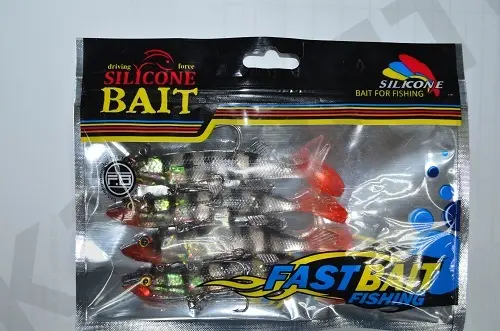 driving force
SILICONE
BAIT
SILICONE
BAIT FOR FISHING
FASTBAIT
FISHING